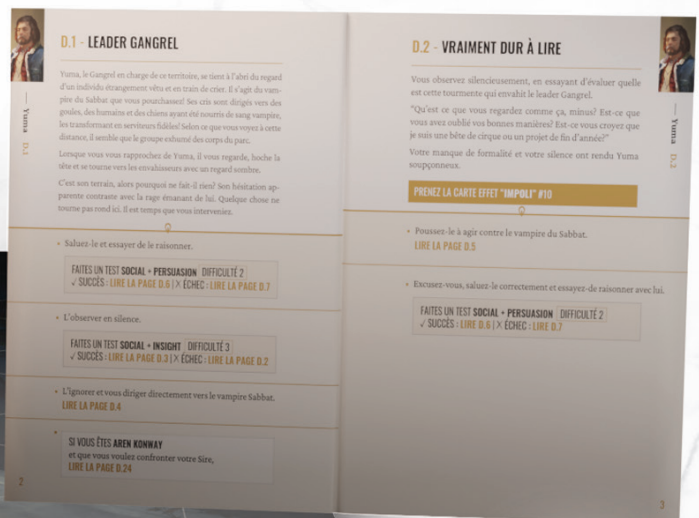 D.1 - LEADER GANGREL
Yuma, le Gangrel en charge de ce territoire, se tiens à l'abri du regard
d'un individu étrangement vêtu et en train de crier. Il s'agit du vam-
pire du Sabbat que vous pourchassez! Ses cris sont dirigés vers des
goules, des humains et des chiens ayant été nourris de sang vampire,
les transformant en serviteurs fidèles! Selon ce que vous voyez à cette
distance, il semble que le groupe exhume des corps du parc.
Lorsque vous vous rapprochez de Yuma, il vous regarde, hoche la
tête et se tourne vers les envahisseurs avec un regard sombre.
C'est son terrain, alors pourquoi ne fait-il rien? Son hésitation ap-
parente contraste avec la rage émanant de lui. Quelque chose ne
tourne pas rond ici. Il est temps que vous interveniez.
• Saluez-le et essayer de le raisonner.
FAITES UN TEST SOCIAL + PERSUASION DIFFICULTÉ 2
✓ SUCCÈS : LIRE LA PAGE D.6 | X ÉCHEC : LIRE LA PAGE D.7
• L'observer en silence.
FAITES UN TEST SOCIAL + INSIGHT DIFFICULTÉ 3
✓ SUCCÈS : LIRE LA PAGE D.3 | X ÉCHEC : LIRE LA PAGE D.2
• L'ignorer et vous diriger directement vers le vampire Sabbat.
LIRE LA PAGE D.4
• SI VOUS ÊTES AREN KONWAY
et que vous voulez confronter votre Sire,
LIRE LA PAGE D.24
Yuma D.1
2
D.2 - VRAIMENT DUR À LIRE
Vous observez silencieusement, en essayant d'évaluer quelle
est cette tourmente qui envahit le leader Gangrel.
"Qu'est ce que vous regardez comme ça, minus? Est-ce que
vous avez oublié vos bonnes manières? Est-ce vous croyez que
je suis une bête de cirque ou un projet de fin d'année?"
Votre manque de formalité et votre silence ont rendu Yuma
soupçonneux.
PRENEZ LA CARTE EFFET "IMPOLI" #10
• Poussez-le à agir contre le vampire du Sabbat.
LIRE LA PAGE D.5
• Excusez-vous, saluez-le correctement et essayez de raisonner avec lui.
FAITES UN TEST SOCIAL + PERSUASION DIFFICULTÉ 2
✓ SUCCÈS : LIRE D.6 | X ÉCHEC : LIRE D.7
Yuma D.2
3